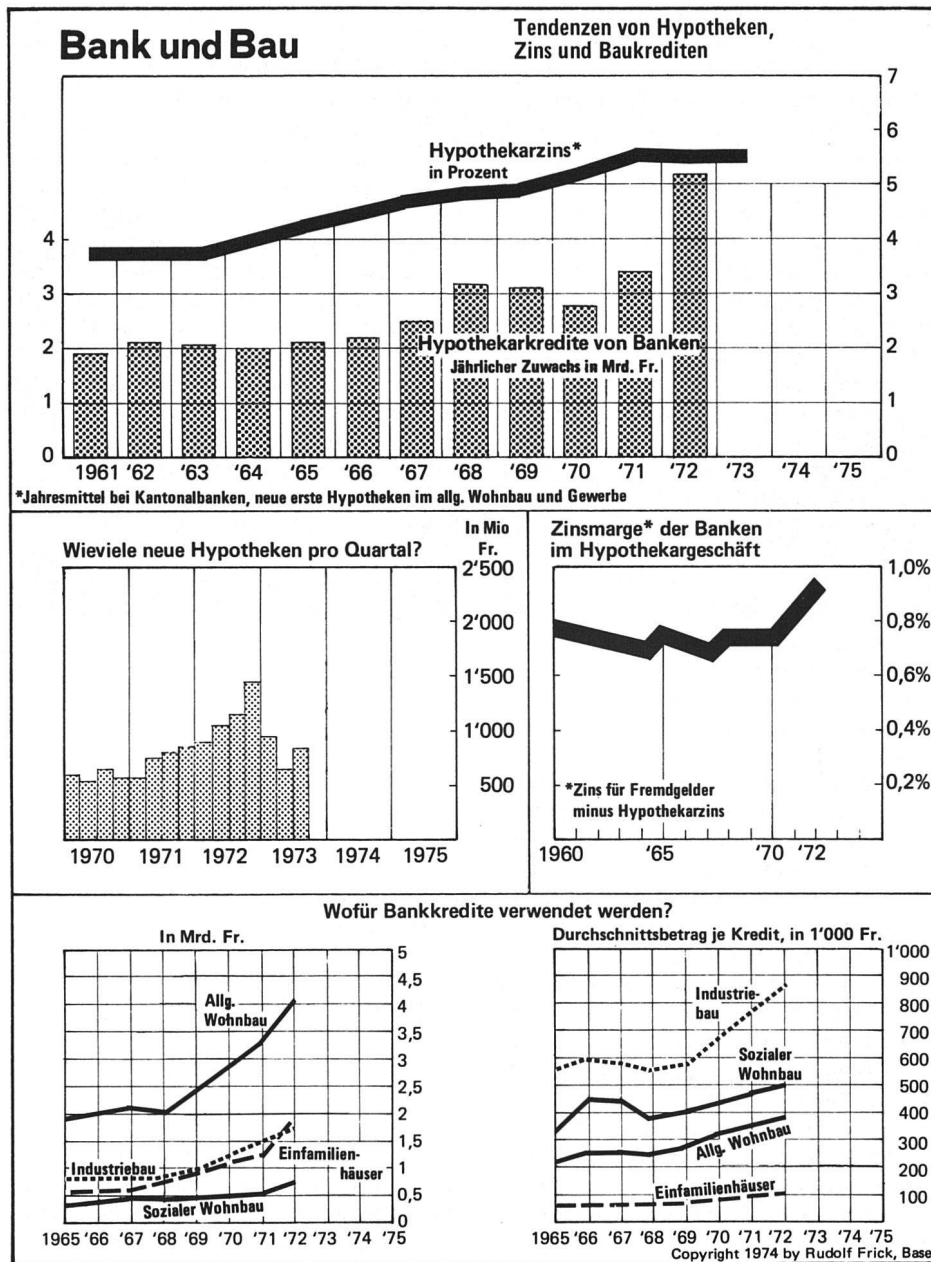 Bank und Bau
Tendenzen von Hypotheken,
Zins und Baukrediten
7
6
5
4
3
2
1
0
4
3
2
1
0
Hypothekarzins*
in Prozent
Hypothekarkredite von Banken
Jährlicher Zuwachs in Mrd. Fr.
1961 '62 '63 '64 '65 '66 '67 '68 '69 '70 '71 '72 '73 '74 '75
*Jahresmittel bei Kantonalbanken, neue erste Hypotheken im allg. Wohnbau und Gewerbe
Wieviele neue Hypotheken pro Quartal?
In Mio
Fr.
2'500
2'000
1'500
1'000
500
1970 1971 1972 1973 1974 1975
Zinsmarge* der Banken
im Hypothekargeschäft
1,0%
0,8%
0,6%
0,4%
0,2%
*Zins für Fremdgelder
minus Hypothekarzins
1960 '65 '70 '72
Wofür Bankkredite verwendet werden?
In Mrd. Fr.
5
4,5
4
3,5
3
2,5
2
1,5
1
0,5
0
Allg.
Wohnbau
Industriebau
Einfamilien-
häuser
Sozialer Wohnbau
1965 '66 '67 '68 '69 '70 '71 '72 '73 '75
Durchschnittsbetrag je Kredit, in 1'000 Fr.
1'000
900
800
700
600
500
400
300
200
100
Industrie-
bau
Sozialer
Wohnbau
Allg. Wohnbau
Einfamilienhäuser
1965 '66 '67 '68 '69 '70 '71 '72 '73 '75
Copyright 1974 by Rudolf Frick, Base